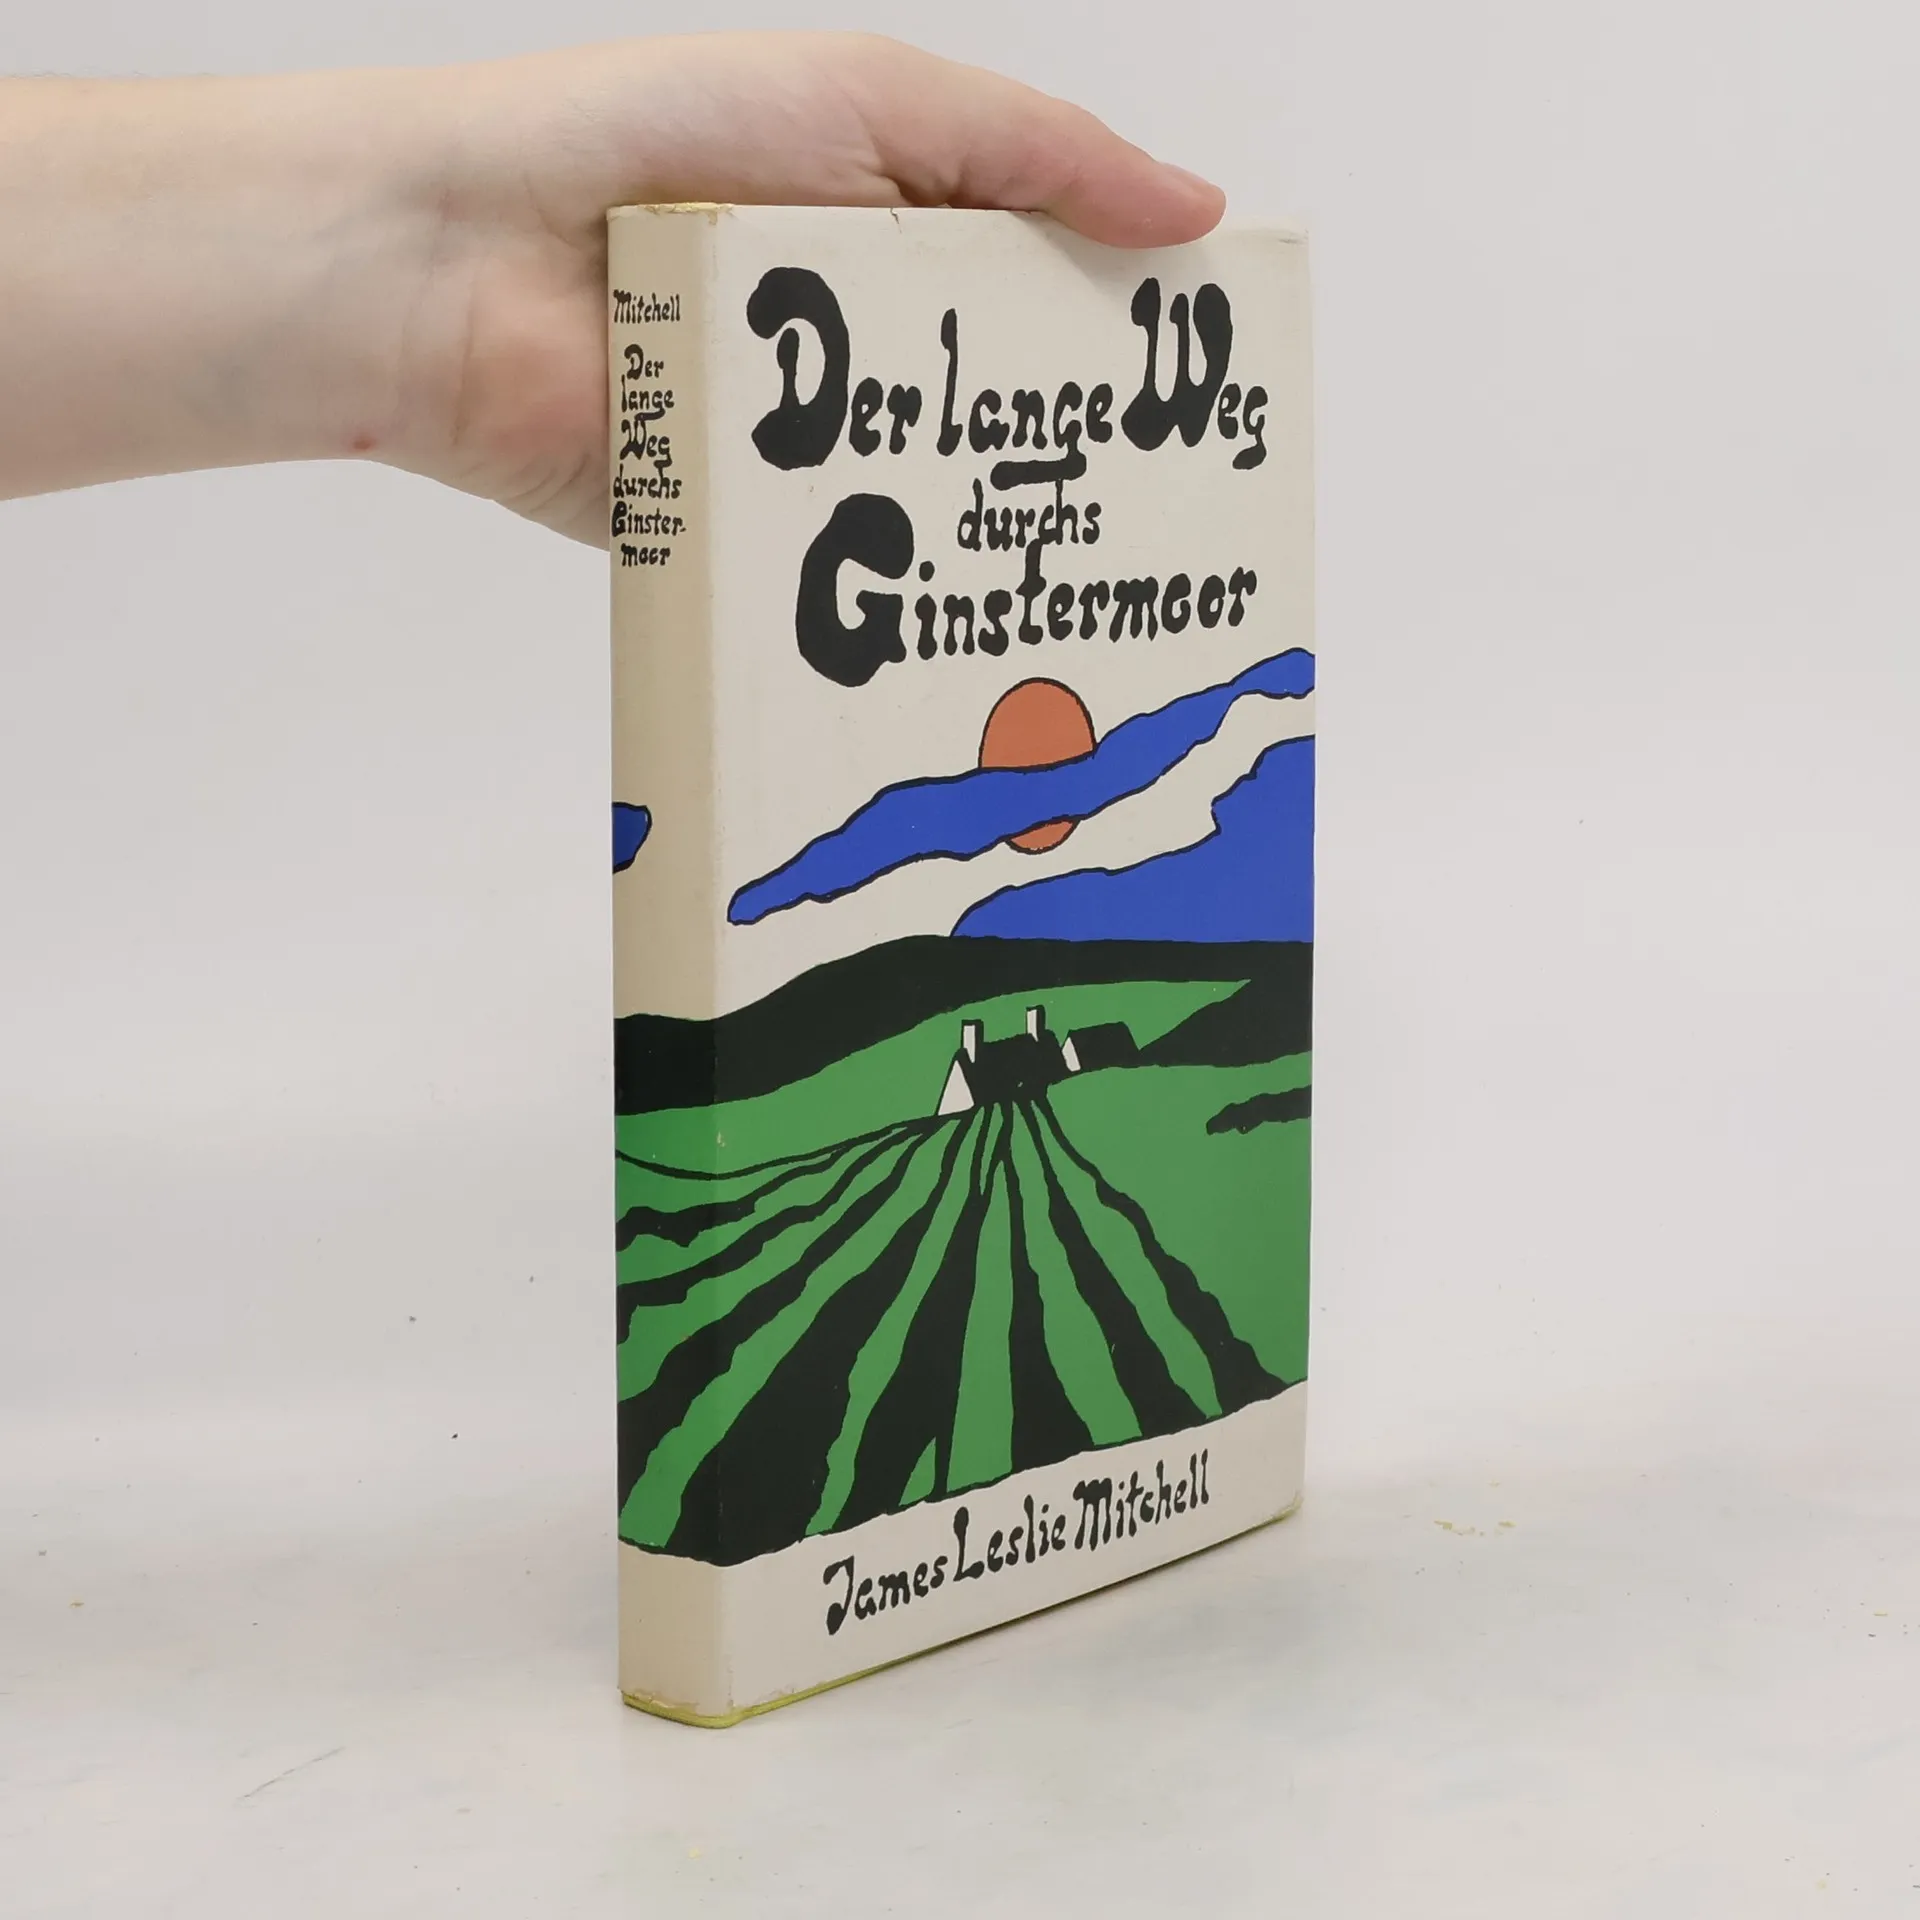 Mitchell
Der
lange
Weg
durchs
Ginster-
moor
Der lange Weg
durchs
Ginstermoor
James Leslie Mitchell